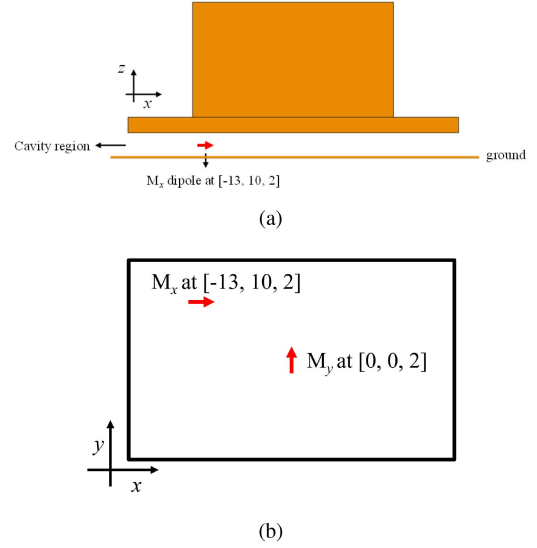 z
x
Cavity region
ground
Mx dipole at [-13, 10, 2]
(a)
Mx at [-13, 10, 2]
My at [0, 0, 2]
y
x
(b)